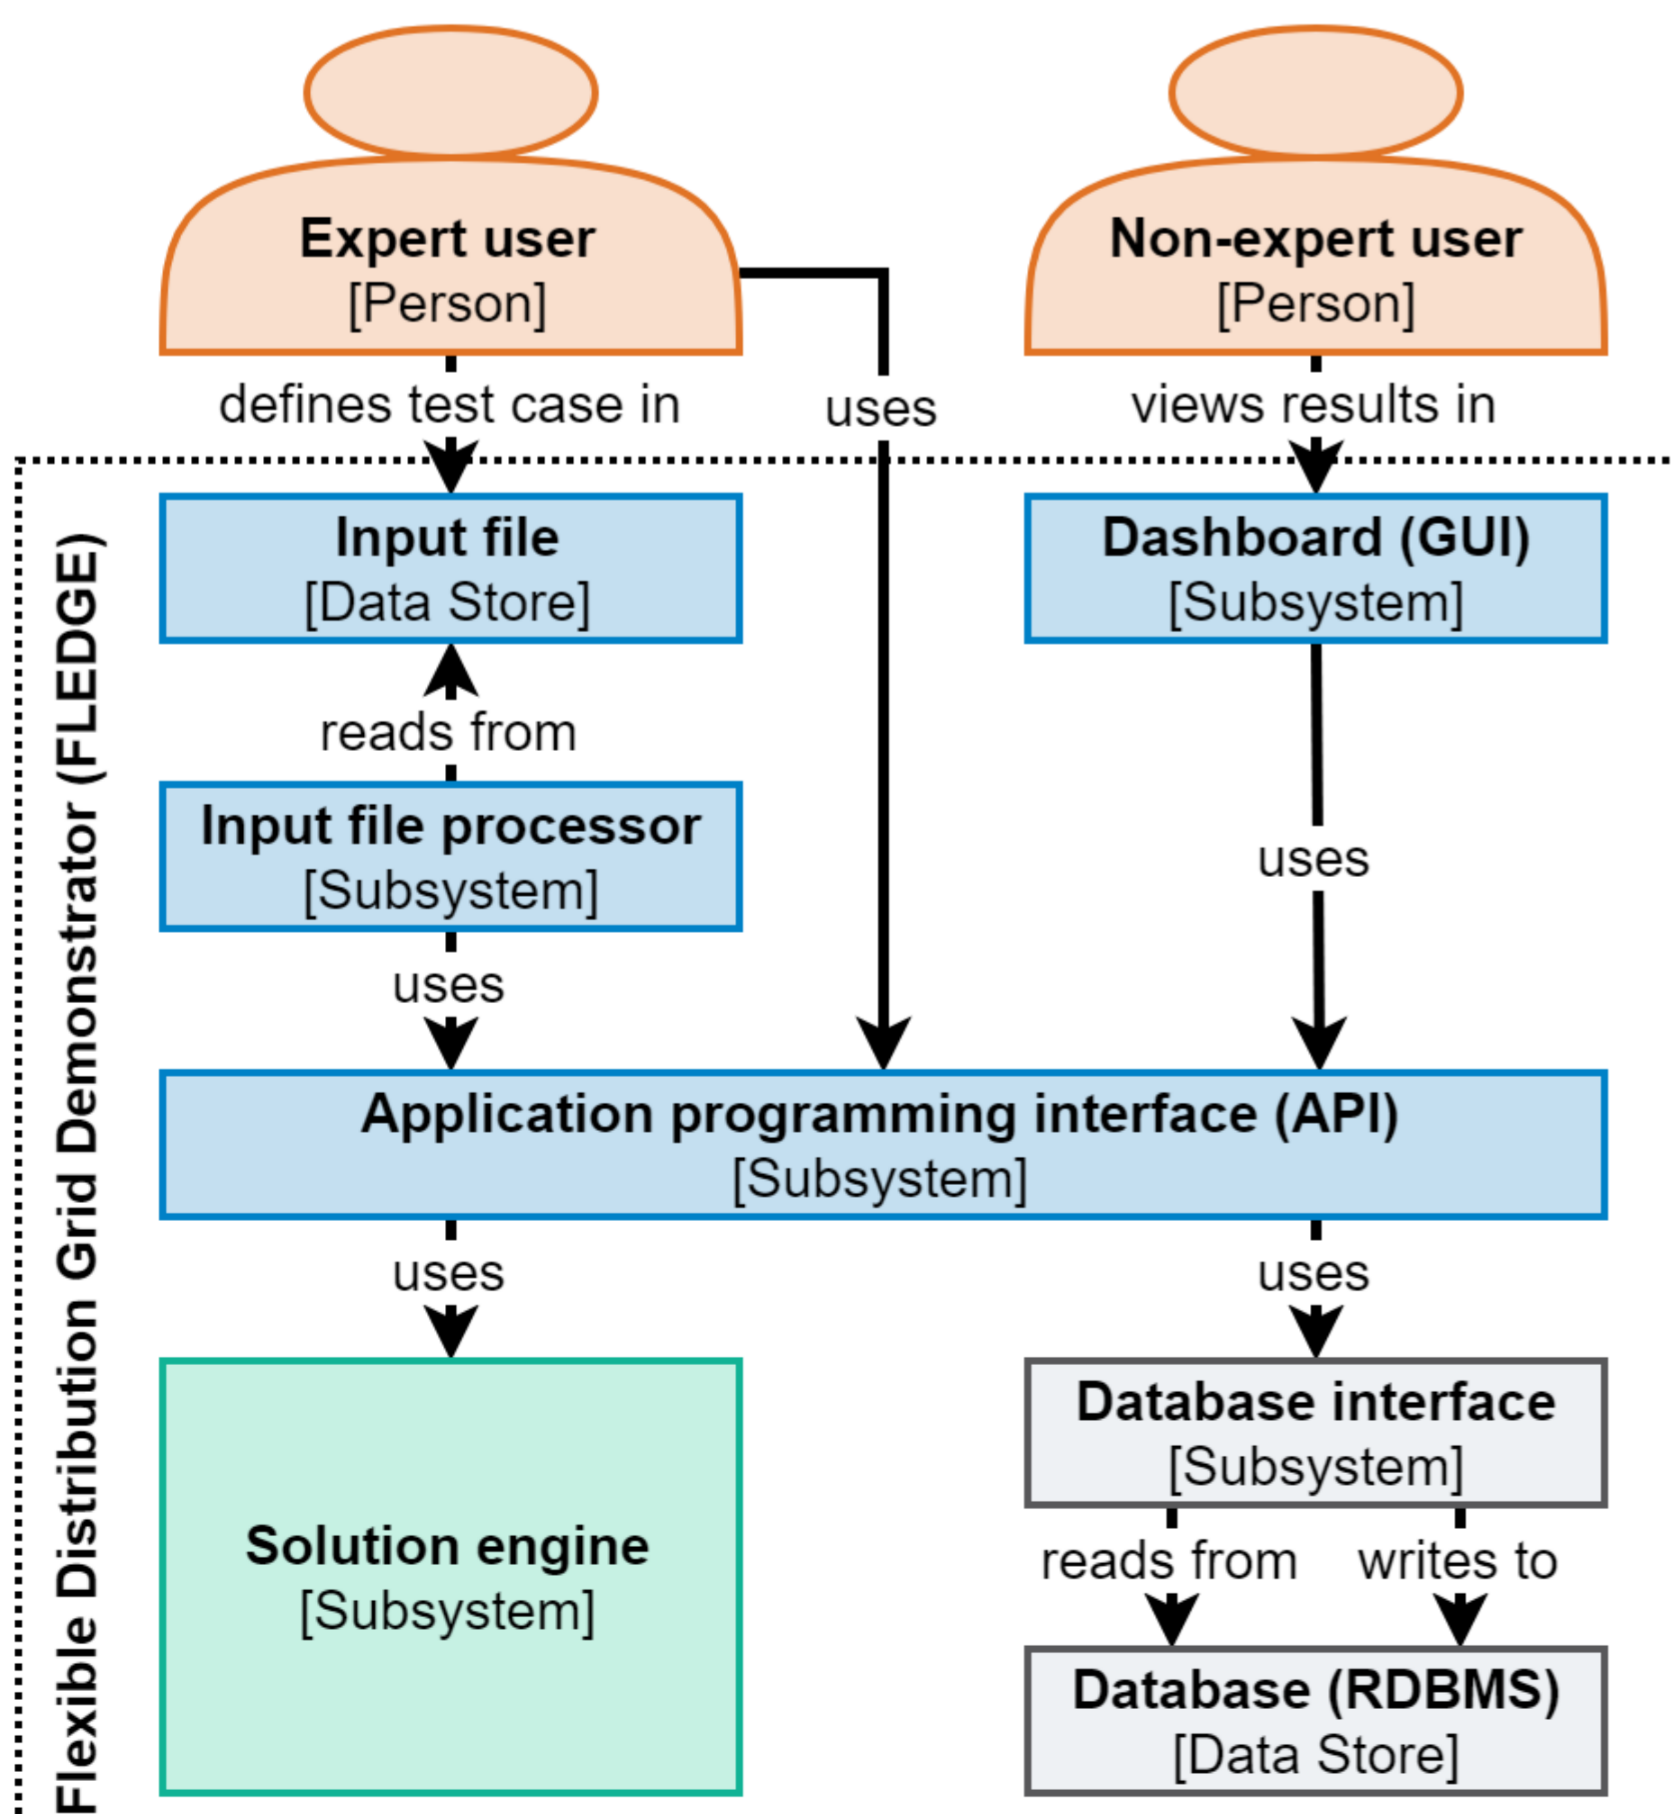 Expert user
[Person]
Non-expert user
[Person]
defines test case in
uses
views results in
Flexible Distribution Grid Demonstrator (FLEDGE)
Input file
[Data Store]
Dashboard (GUI)
[Subsystem]
reads from
Input file processor
[Subsystem]
uses
uses
Application programming interface (API)
[Subsystem]
uses
uses
Solution engine
[Subsystem]
Database interface
[Subsystem]
reads from
writes to
Database (RDBMS)
[Data Store]